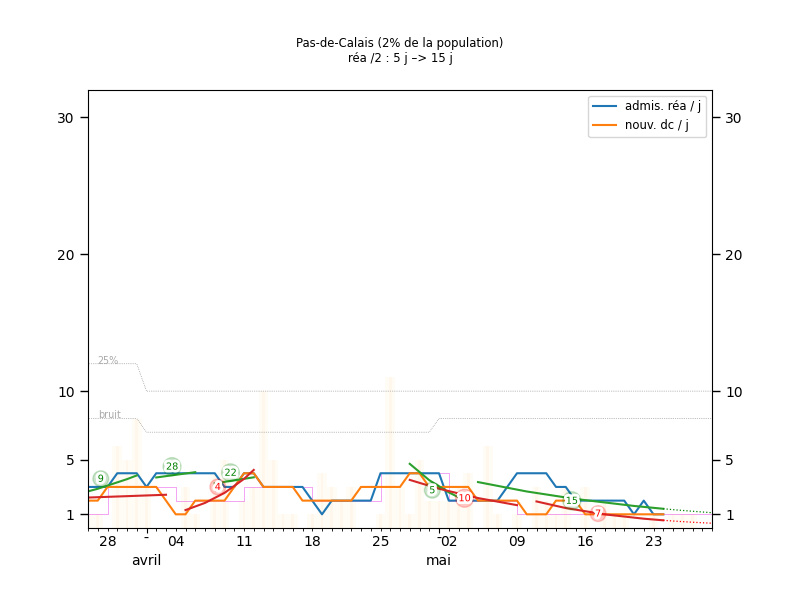 Pas-de-Calais (2% de la population)
réa /2 : 5 j –> 15 j
admis. réa / j
nouv. dc / j
30 30
20 20
25%
10 10
bruit
5 5
9 28 22 4 5 10 15 7
1 1
28 - 04 11 18 25 - 02 09 16 23
avril mai